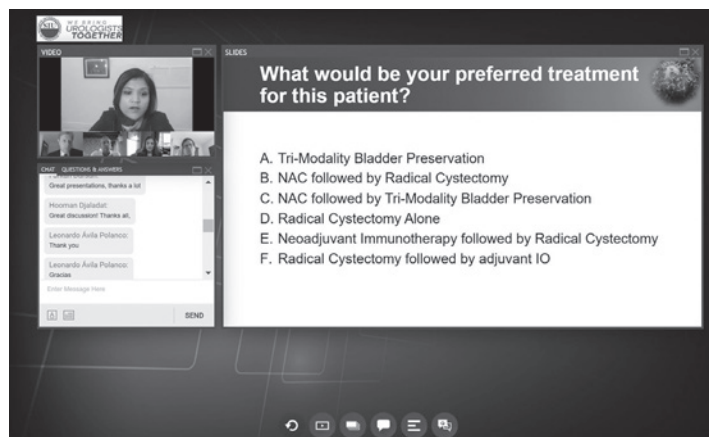 SIU
WE BRING
UROLOGISTS
TOGETHER
VIDEO
SLIDES
What would be your preferred treatment
for this patient?
A. Tri-Modality Bladder Preservation
B. NAC followed by Radical Cystectomy
C. NAC followed by Tri-Modality Bladder Preservation
D. Radical Cystectomy Alone
E. Neoadjuvant Immunotherapy followed by Radical Cystectomy
F. Radical Cystectomy followed by adjuvant IO
CHAT QUESTIONS & ANSWERS
Great presentations, thanks a lot
Hooman Djaladat:
Great discussion! Thanks all,
Leonardo Ávila Polanco:
Thank you
Leonardo Ávila Polanco:
Gracias
Enter Message Here
SEND